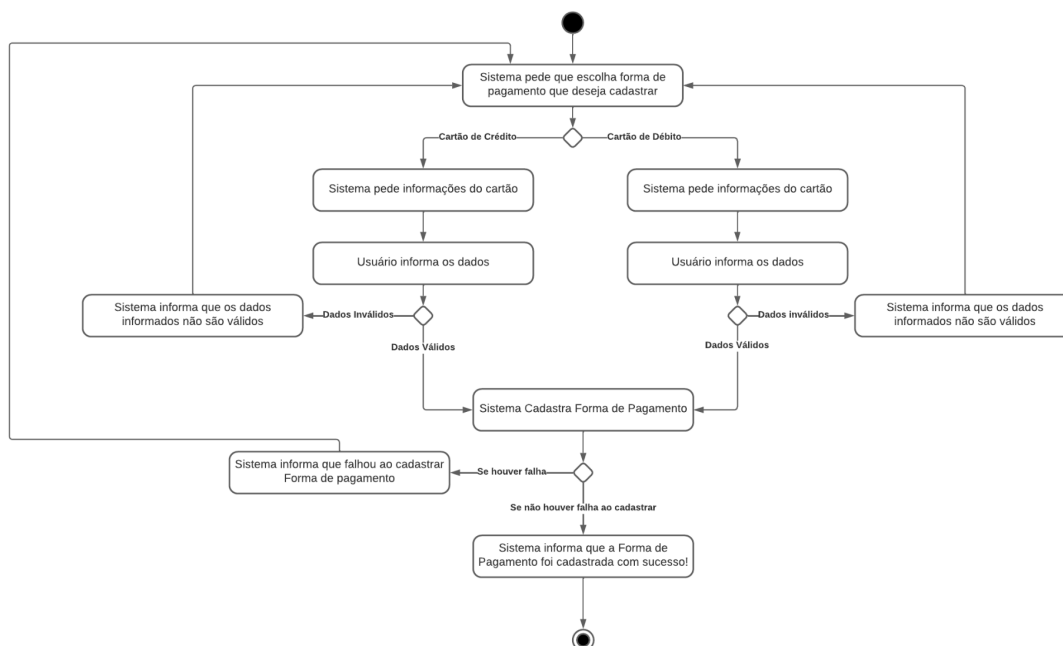 Sistema pede que escolha forma de
pagamento que deseja cadastrar
Cartão de Crédito
Cartão de Débito
Sistema pede informações do cartão
Sistema pede informações do cartão
Usuário informa os dados
Usuário informa os dados
Sistema informa que os dados
informados não são válidos
Dados Inválidos
Dados inválidos
Sistema informa que os dados
informados não são válidos
Dados Válidos
Dados Válidos
Sistema Cadastra Forma de Pagamento
Sistema informa que falhou ao cadastrar
Forma de pagamento
Se houver falha
Se não houver falha ao cadastrar
Sistema informa que a Forma de
Pagamento foi cadastrada com sucesso!